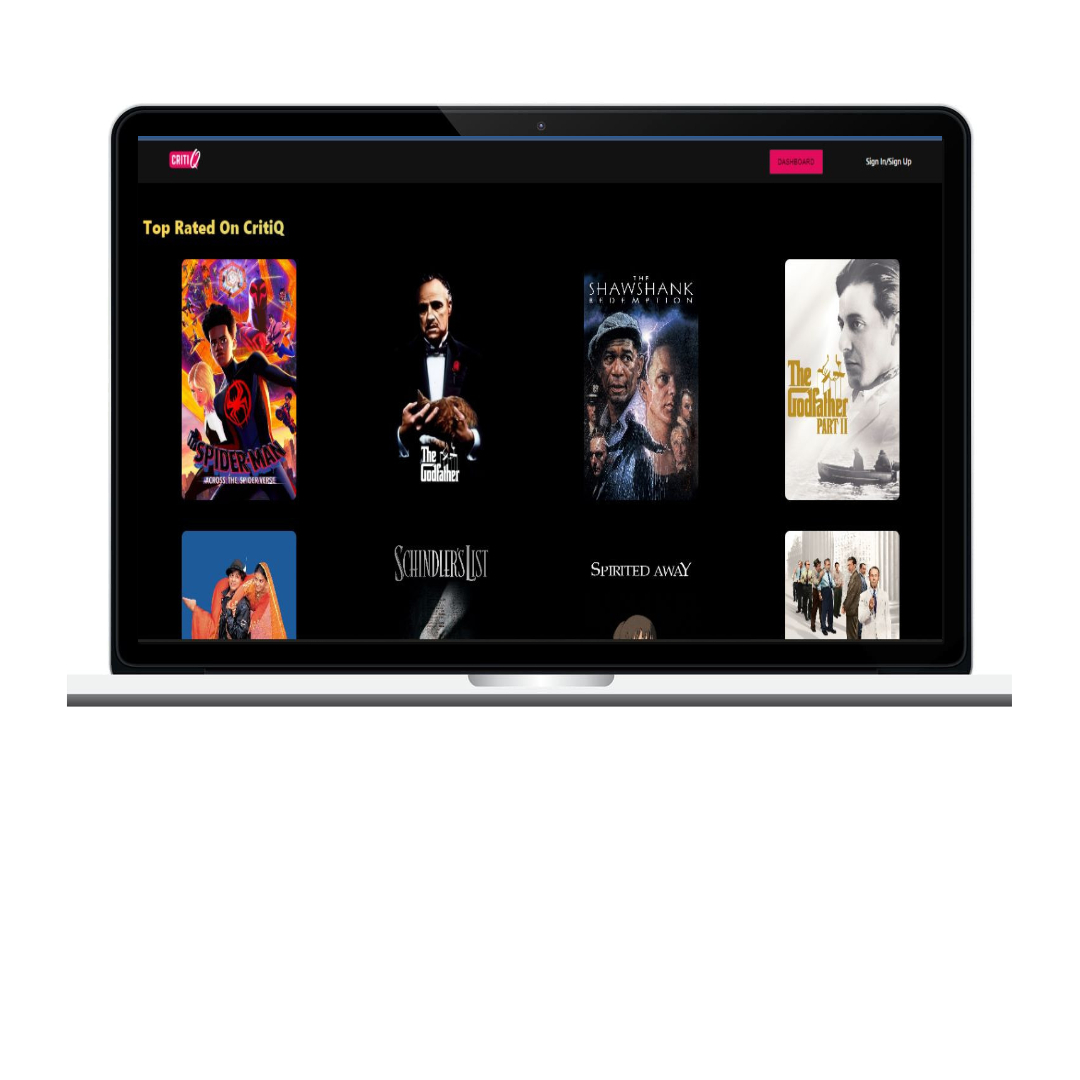 CRITIQ
DASHBOARD
Sign In/Sign Up
Top Rated On CritiQ
SPIDER-MAN
ACROSS THE SPIDER-VERSE
The
Godfather
THE
SHAWSHANK
REDEMPTION
The
Godfather
PART II
SCHINDLER'S LIST
SPIRITED AWAY